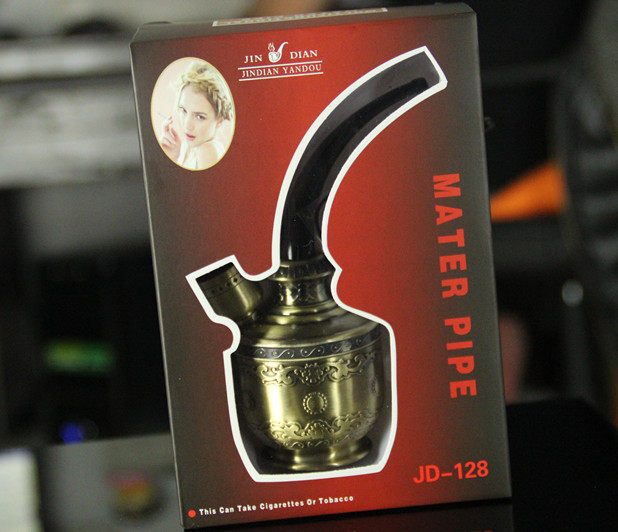 JIN DIAN
JINDIAN YANDOU
MATER PIPE
JD-128
This Can Take Cigarettes Or Tobacco